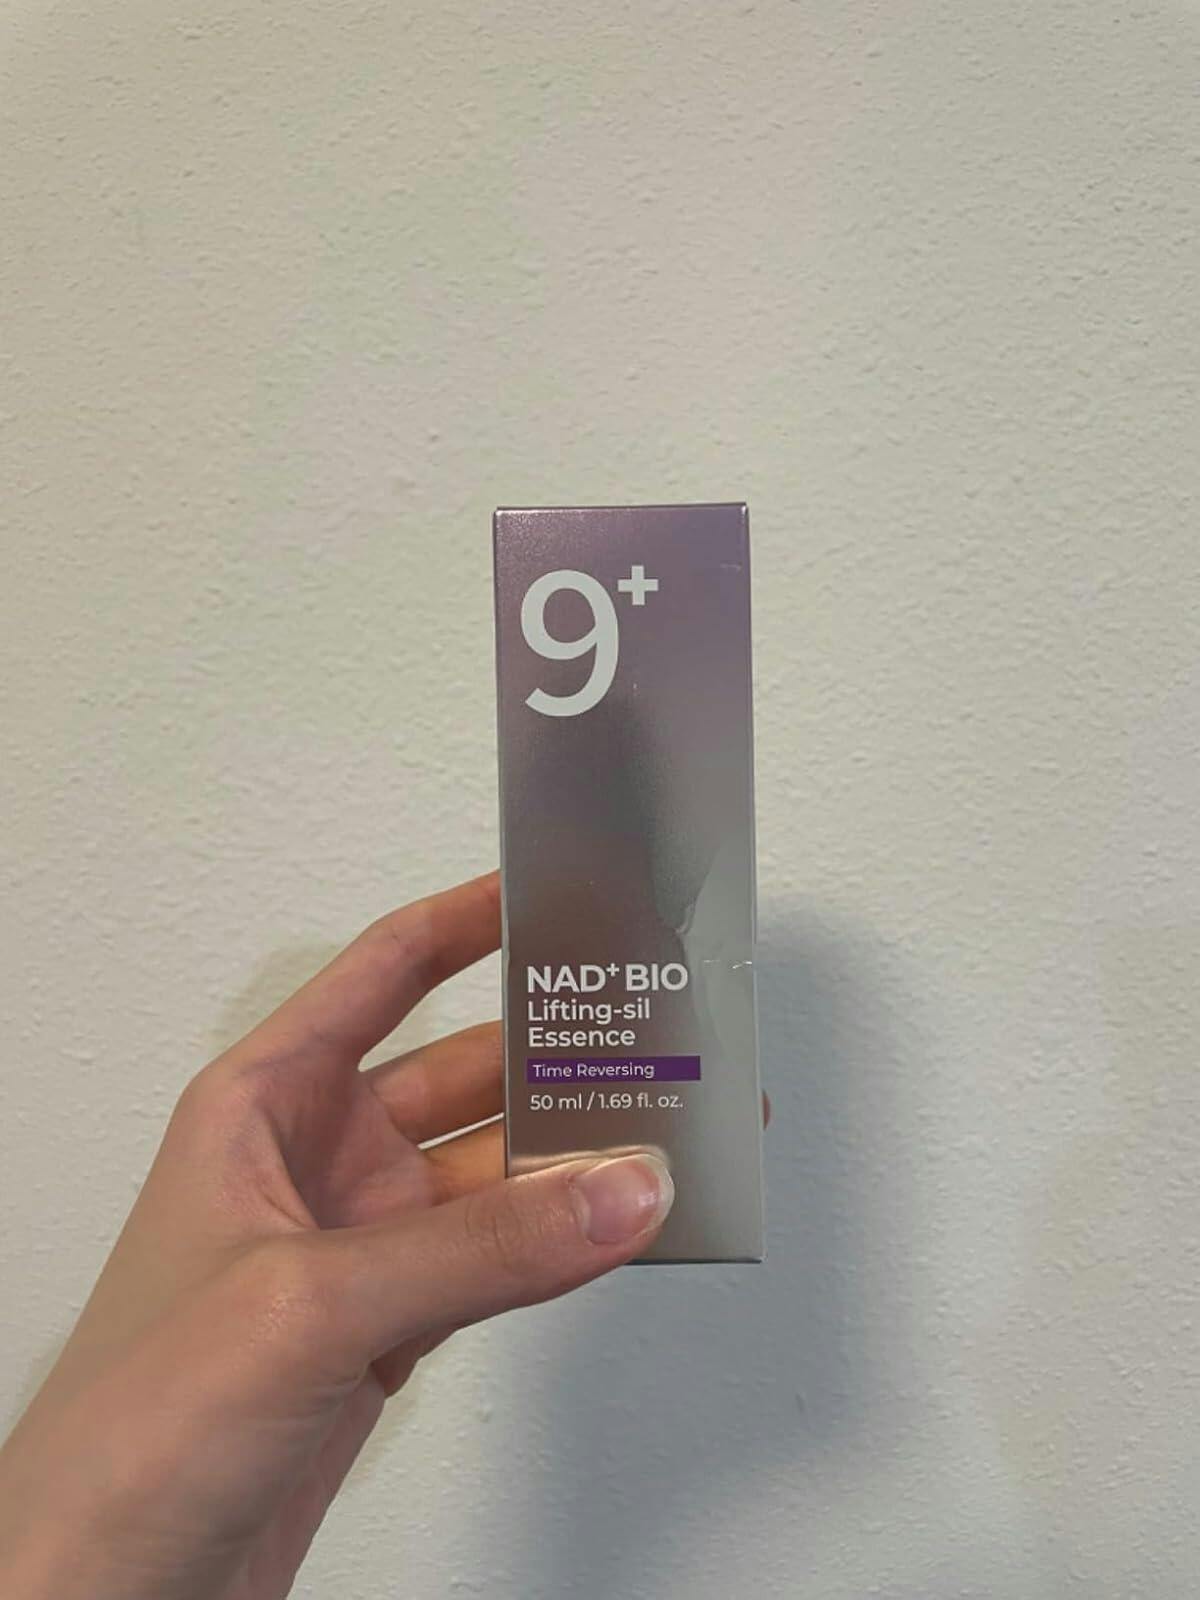 9+
NAD+ BIO
Lifting-sil
Essence
Time Reversing
50 ml / 1.69 fl. oz.